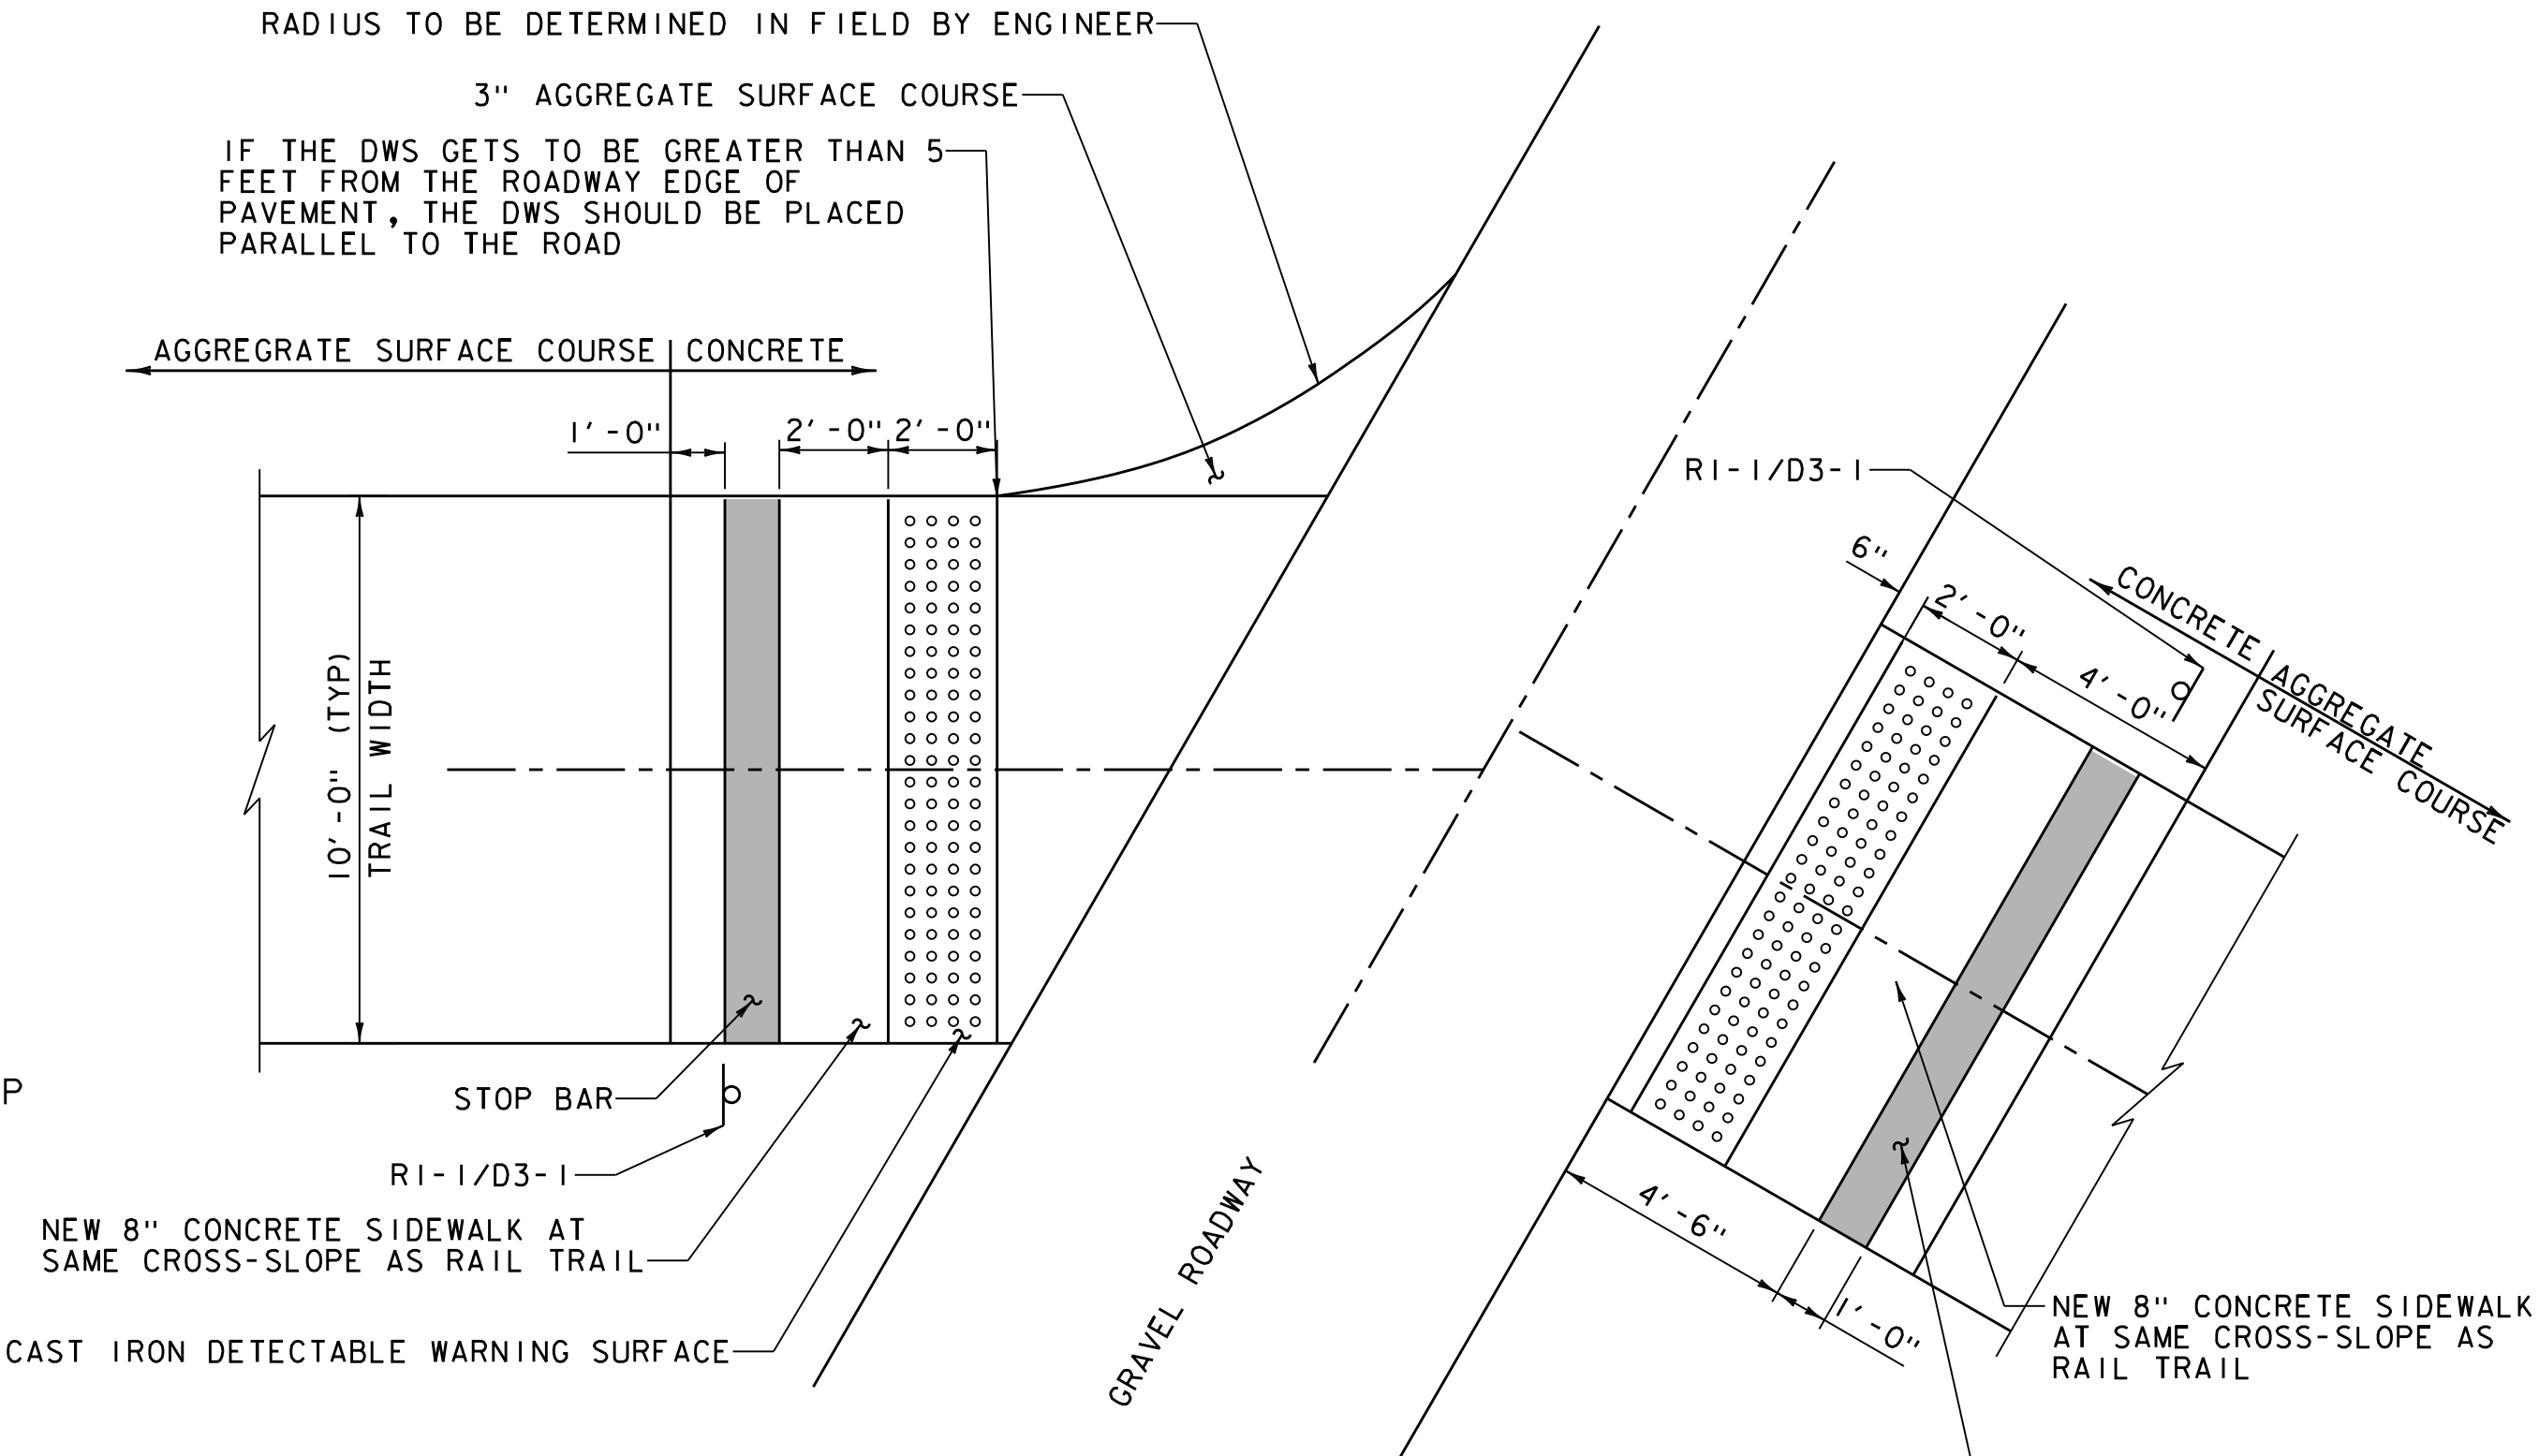 RADIUS TO BE DETERMINED IN FIELD BY ENGINEER
3" AGGREGATE SURFACE COURSE
IF THE DWS GETS TO BE GREATER THAN 5
FEET FROM THE ROADWAY EDGE OF
PAVEMENT, THE DWS SHOULD BE PLACED
PARALLEL TO THE ROAD
AGGREGRATE SURFACE COURSE
CONCRETE
1'-0"
2'-0"
2'-0"
10'-0" (TYP)
TRAIL WIDTH
P
STOP BAR
R1-1/D3-1
NEW 8" CONCRETE SIDEWALK AT
SAME CROSS-SLOPE AS RAIL TRAIL
CAST IRON DETECTABLE WARNING SURFACE
GRAVEL ROADWAY
R1-1/D3-1
6"
2'-0"
4'-0"
CONCRETE
AGGREGATE
SURFACE COURSE
4'-6"
1'-0"
NEW 8" CONCRETE SIDEWALK
AT SAME CROSS-SLOPE AS
RAIL TRAIL